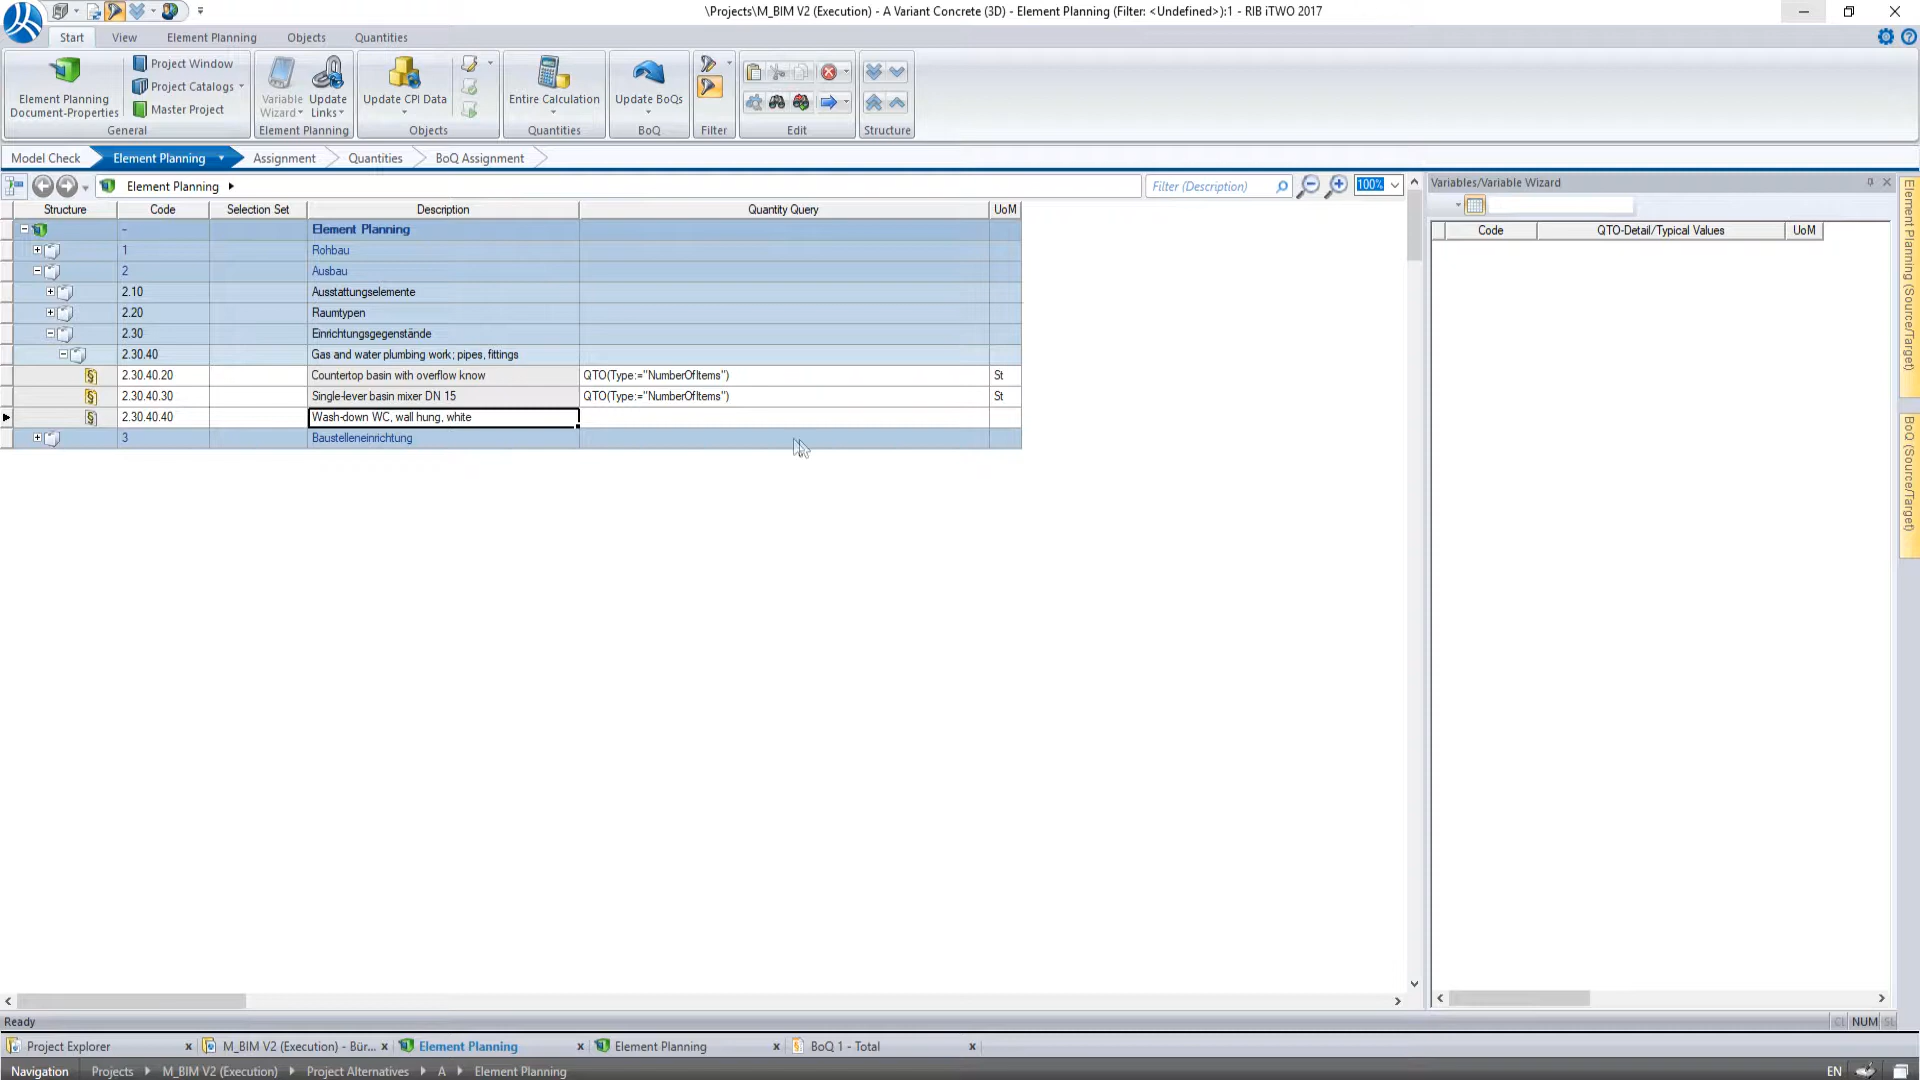 \Projects\M_BIM V2 (Execution) - A Variant Concrete (3D) - Element Planning (Filter: <Undefined>):1 - RIB iTWO 2017
Start View Element Planning Objects Quantities
Element Planning
Document-Properties
Project Window
Project Catalogs
Master Project
General
Variable
Wizard
Update
Links
Element Planning
Update CPI Data
Objects
Entire Calculation
Quantities
Update BoQs
BoQ
Filter
Edit
Structure
Model Check Element Planning Assignment Quantities BoQ Assignment
Element Planning
Filter (Description)
100%
Variables/Variable Wizard
Structure Code Selection Set Description Quantity Query UoM
Code QTO-Detail/Typical Values UoM
- Element Planning
1 Rohbau
2 Ausbau
2.10 Ausstattungselemente
2.20 Raumtypen
2.30 Einrichtungsgegenstände
2.30.40 Gas and water plumbing work; pipes, fittings
2.30.40.20 Countertop basin with overflow know QTO(Type:="NumberOfItems") St
2.30.40.30 Single-lever basin mixer DN 15 QTO(Type:="NumberOfItems") St
2.30.40.40 Wash-down WC, wall hung, white
3 Baustelleneinrichtung
Element Planning (Source/Target)
BoQ (Source/Target)
Ready
NUM
Project Explorer x M_BIM V2 (Execution) - Bür... x Element Planning x Element Planning x BoQ 1 - Total x
Navigation Projects M_BIM V2 (Execution) Project Alternatives A Element Planning EN